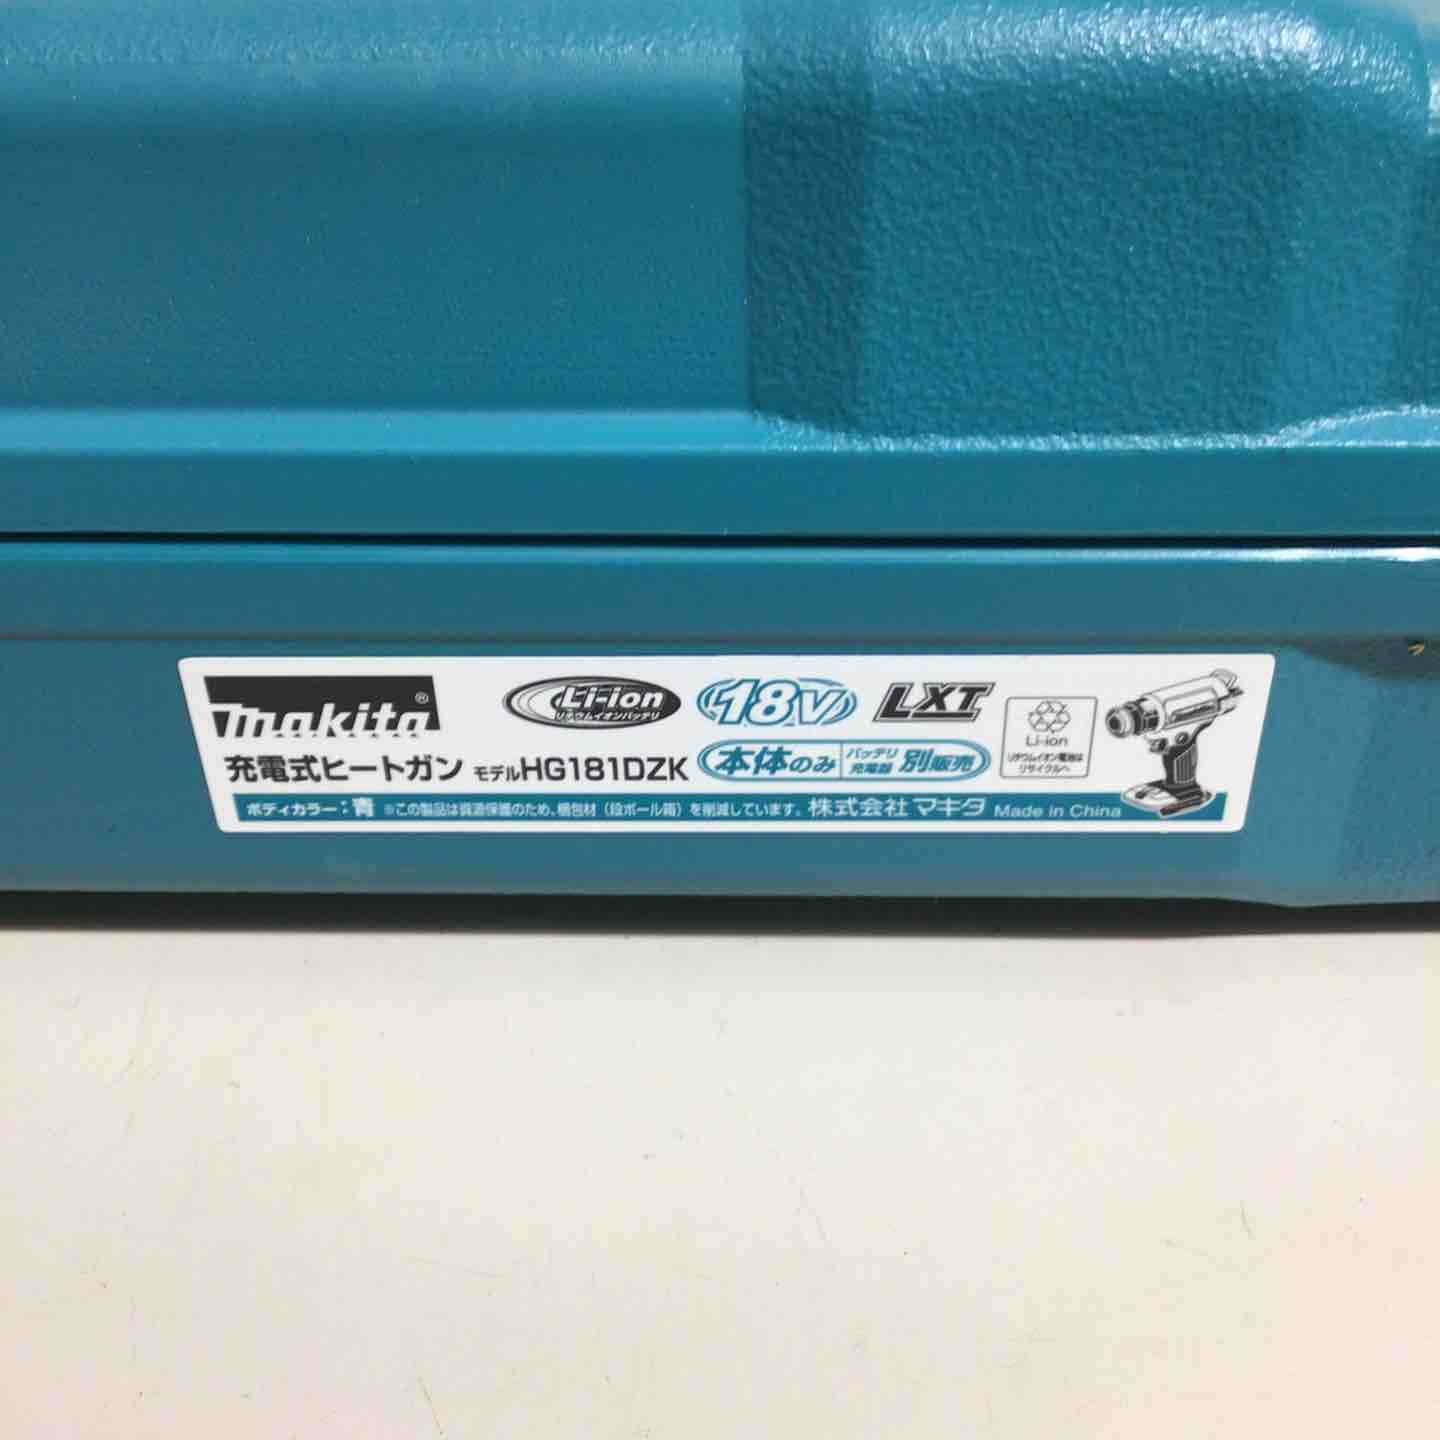 makita®
Li-ion
リチウムイオンバッテリ
18V
LXT
充電式ヒートガン モデルHG181DZK
本体のみ バッテリ 充電器 別販売
Li-ion
リチウムイオン電池は
リサイクルへ
ボディカラー:青 ※この製品は資源保護のため、梱包材(段ボール箱)を削減しています。 株式会社マキタ Made in China